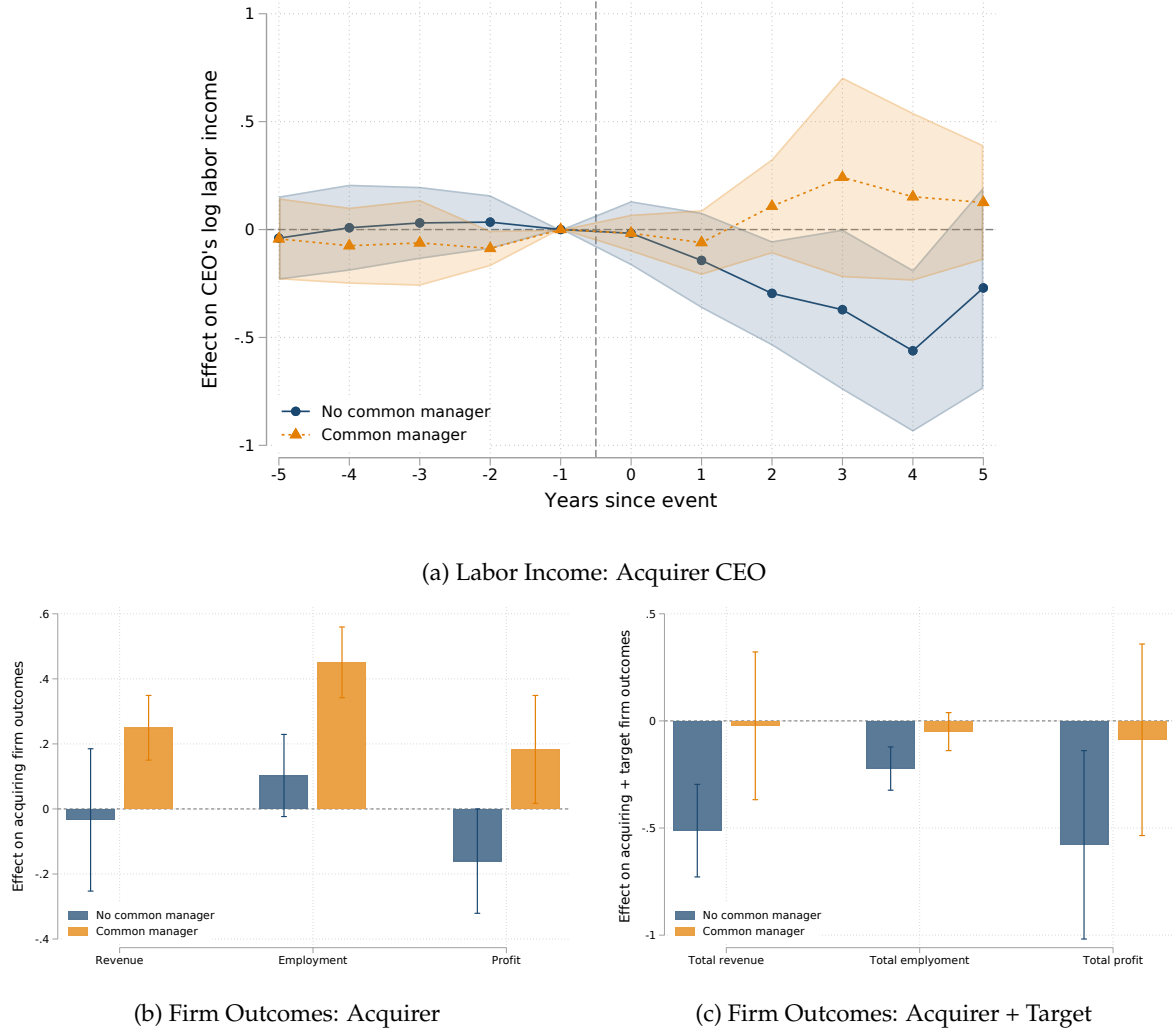 1
.5
0
-.5
-1
Effect on CEO's log labor income
No common manager
Common manager
-5 -4 -3 -2 -1 0 1 2 3 4 5
Years since event
(a) Labor Income: Acquirer CEO
.6
.4
.2
0
-.2
-.4
Effect on acquiring firm outcomes
No common manager
Common manager
Revenue Employment Profit
(b) Firm Outcomes: Acquirer
.5
0
-.5
-1
Effect on acquiring + target firm outcomes
No common manager
Common manager
Total revenue Total emplyoment Total profit
(c) Firm Outcomes: Acquirer + Target